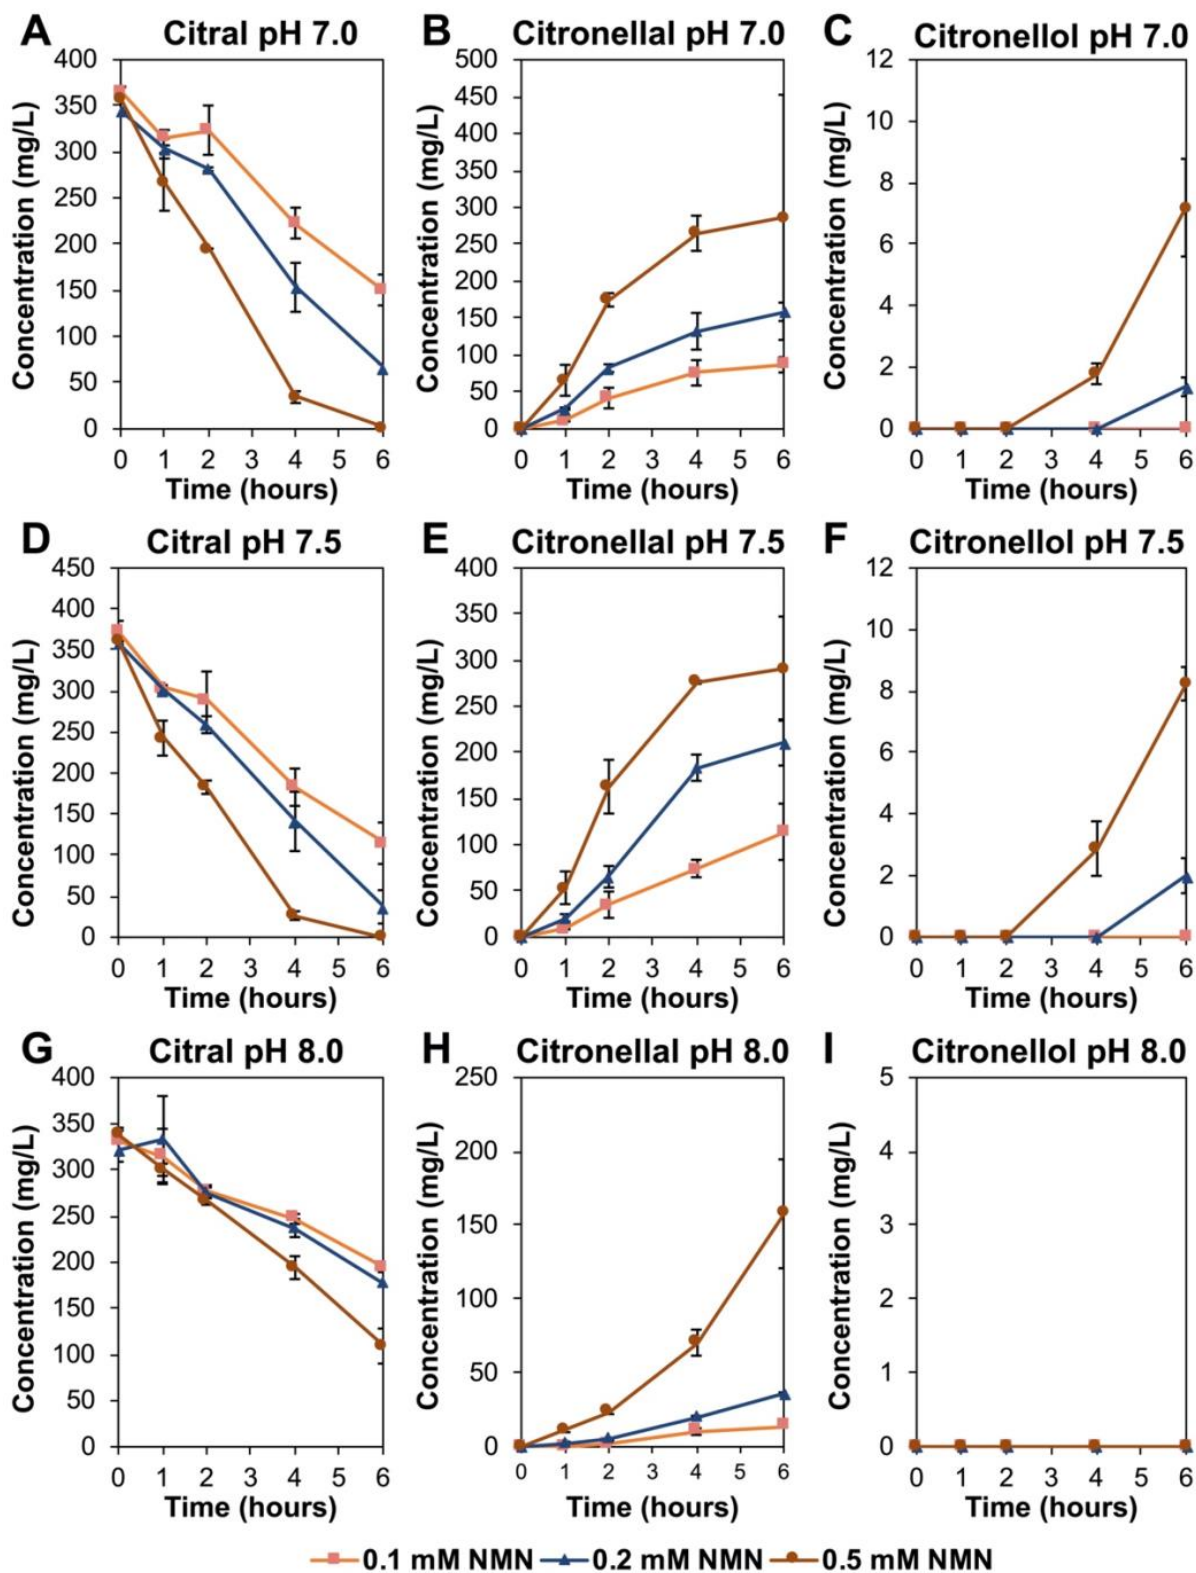 A Citral pH 7.0
B Citronellal pH 7.0
C Citronellol pH 7.0
Concentration (mg/L)
400
350
300
250
200
150
100
50
0
0 1 2 3 4 5 6
Time (hours)
Concentration (mg/L)
500
450
400
350
300
250
200
150
100
50
0
0 1 2 3 4 5 6
Time (hours)
Concentration (mg/L)
12
10
8
6
4
2
0
0 1 2 3 4 5 6
Time (hours)
D Citral pH 7.5
E Citronellal pH 7.5
F Citronellol pH 7.5
Concentration (mg/L)
450
400
350
300
250
200
150
100
50
0
0 1 2 3 4 5 6
Time (hours)
Concentration (mg/L)
400
350
300
250
200
150
100
50
0
0 1 2 3 4 5 6
Time (hours)
Concentration (mg/L)
12
10
8
6
4
2
0
0 1 2 3 4 5 6
Time (hours)
G Citral pH 8.0
H Citronellal pH 8.0
I Citronellol pH 8.0
Concentration (mg/L)
400
350
300
250
200
150
100
50
0
0 1 2 3 4 5 6
Time (hours)
Concentration (mg/L)
250
200
150
100
50
0
0 1 2 3 4 5 6
Time (hours)
Concentration (mg/L)
5
4
3
2
1
0
0 1 2 3 4 5 6
Time (hours)
0.1 mM NMN 0.2 mM NMN 0.5 mM NMN